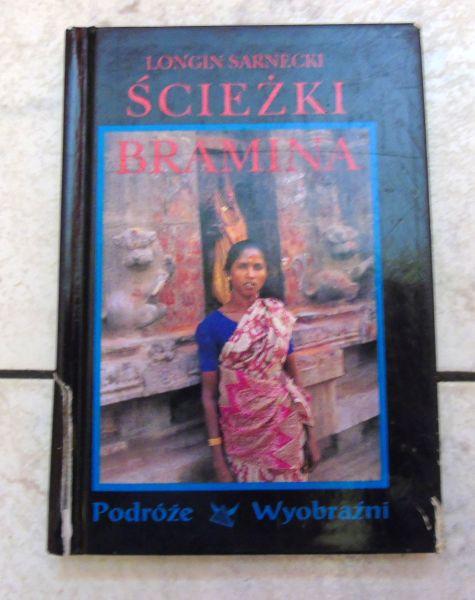 LONGIN SARNECKI
ŚCIEŻKI
BRAMINA
Podróże Wyobraźni